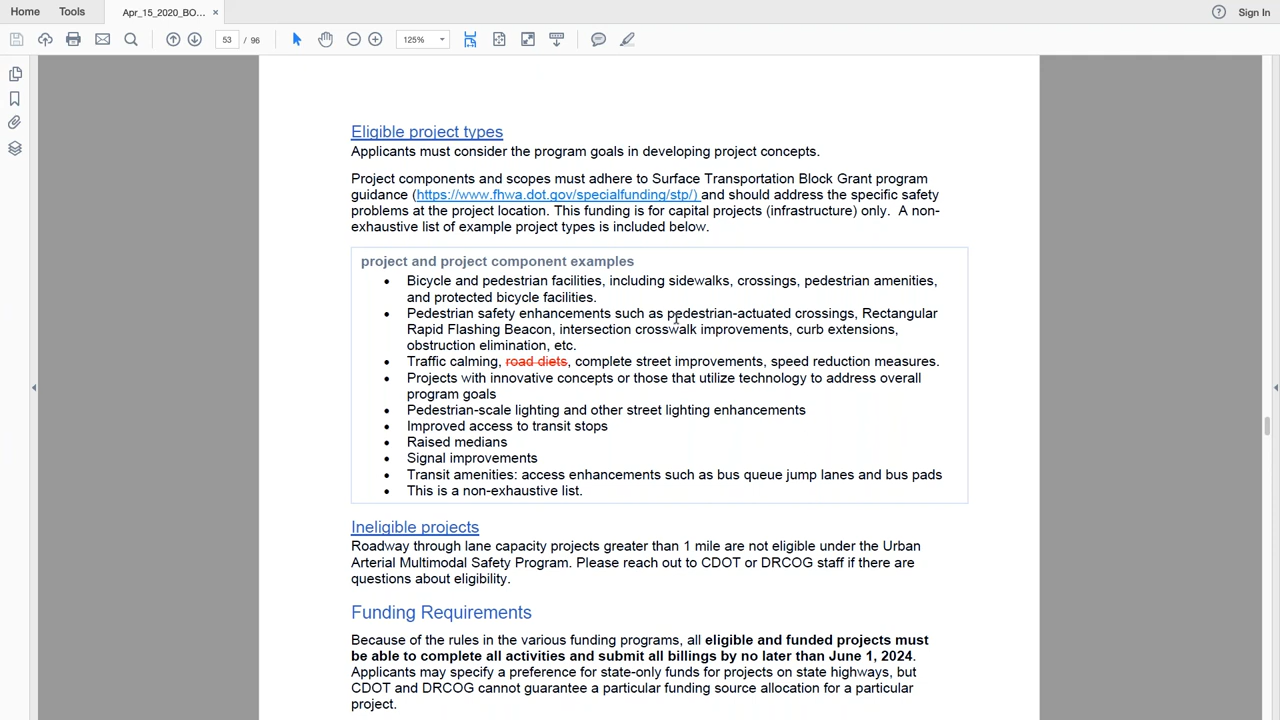 Home Tools Apr_15_2020_BO... × ? Sign In
53 / 96 125%
Eligible project types
Applicants must consider the program goals in developing project concepts.
Project components and scopes must adhere to Surface Transportation Block Grant program
guidance (https://www.fhwa.dot.gov/specialfunding/stp/) and should address the specific safety
problems at the project location. This funding is for capital projects (infrastructure) only. A non-
exhaustive list of example project types is included below.
project and project component examples
• Bicycle and pedestrian facilities, including sidewalks, crossings, pedestrian amenities,
and protected bicycle facilities.
• Pedestrian safety enhancements such as pedestrian-actuated crossings, Rectangular
Rapid Flashing Beacon, intersection crosswalk improvements, curb extensions,
obstruction elimination, etc.
• Traffic calming, road diets, complete street improvements, speed reduction measures.
• Projects with innovative concepts or those that utilize technology to address overall
program goals
• Pedestrian-scale lighting and other street lighting enhancements
• Improved access to transit stops
• Raised medians
• Signal improvements
• Transit amenities: access enhancements such as bus queue jump lanes and bus pads
• This is a non-exhaustive list.
Ineligible projects
Roadway through lane capacity projects greater than 1 mile are not eligible under the Urban
Arterial Multimodal Safety Program. Please reach out to CDOT or DRCOG staff if there are
questions about eligibility.
Funding Requirements
Because of the rules in the various funding programs, all eligible and funded projects must
be able to complete all activities and submit all billings by no later than June 1, 2024.
Applicants may specify a preference for state-only funds for projects on state highways, but
CDOT and DRCOG cannot guarantee a particular funding source allocation for a particular
project.